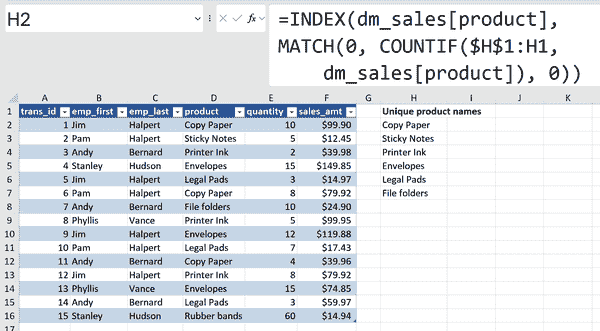 H2
fx
=INDEX(dm_sales[product],
MATCH(0, COUNTIF($H$1:H1,
dm_sales[product]), 0))
A B C D E F G H I J K
1 trans_id emp_first emp_last product quantity sales_amt Unique product names
2 1 Jim Halpert Copy Paper 10 $99.90 Copy Paper
3 2 Pam Halpert Sticky Notes 5 $12.45 Sticky Notes
4 3 Andy Bernard Printer Ink 2 $39.98 Printer Ink
5 4 Stanley Hudson Envelopes 15 $149.85 Envelopes
6 5 Jim Halpert Legal Pads 3 $14.97 Legal Pads
7 6 Pam Halpert Copy Paper 8 $79.92 File folders
8 7 Andy Bernard File folders 10 $24.90
9 8 Phyllis Vance Printer Ink 5 $99.95
10 9 Jim Halpert Envelopes 12 $119.88
11 10 Pam Halpert Legal Pads 7 $17.43
12 11 Andy Bernard Copy Paper 4 $39.96
13 12 Jim Halpert Printer Ink 8 $79.92
14 13 Phyllis Vance Envelopes 15 $74.85
15 14 Andy Bernard Legal Pads 3 $59.97
16 15 Stanley Hudson Rubber bands 60 $14.94
17